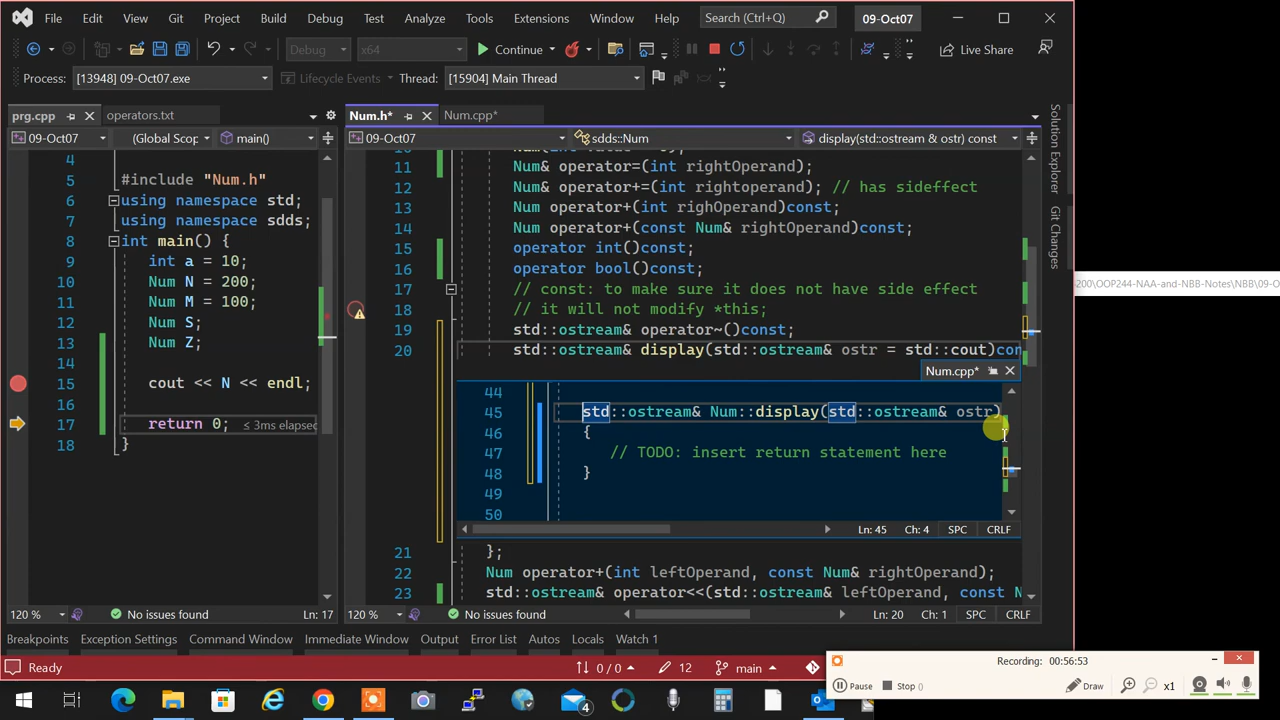 File Edit View Git Project Build Debug Test Analyze Tools Extensions Window Help Search (Ctrl+Q) 09-Oct07
Debug x64 Continue Live Share
Process: [13948] 09-Oct07.exe Lifecycle Events Thread: [15904] Main Thread
prg.cpp operators.txt
09-Oct07 (Global Scop main()
4
5 #include "Num.h"
6 using namespace std;
7 using namespace sdds;
8 int main() {
9 int a = 10;
10 Num N = 200;
11 Num M = 100;
12 Num S;
13 Num Z;
14
15 cout << N << endl;
16
17 return 0; ≤ 3ms elapsed
18 }
120 % No issues found Ln: 17
Num.h* Num.cpp*
09-Oct07 sdds::Num display(std::ostream & ostr) const
11 Num& operator=(int rightOperand);
12 Num& operator+=(int rightoperand); // has sideffect
13 Num operator+(int righOperand)const;
14 Num operator+(const Num& rightOperand)const;
15 operator int()const;
16 operator bool()const;
17 // const: to make sure it does not have side effect
18 // it will not modify *this;
19 std::ostream& operator~()const;
20 std::ostream& display(std::ostream& ostr = std::cout)con
Num.cpp*
44
45 std::ostream& Num::display(std::ostream& ostr)
46 {
47 // TODO: insert return statement here
48 }
49
50
Ln: 45 Ch: 4 SPC CRLF
21 };
22 Num operator+(int leftOperand, const Num& rightOperand);
23 std::ostream& operator<<(std::ostream& leftOperand, const N
120 % No issues found Ln: 20 Ch: 1 SPC CRLF
Solution Explorer
Git Changes
200\OOP244-NAA-and-NBB-Notes\NBB\09-O
Breakpoints Exception Settings Command Window Immediate Window Output Error List Autos Locals Watch 1
Ready 0 / 0 12 main
Recording: 00:56:53
Pause Stop () Draw x1
4